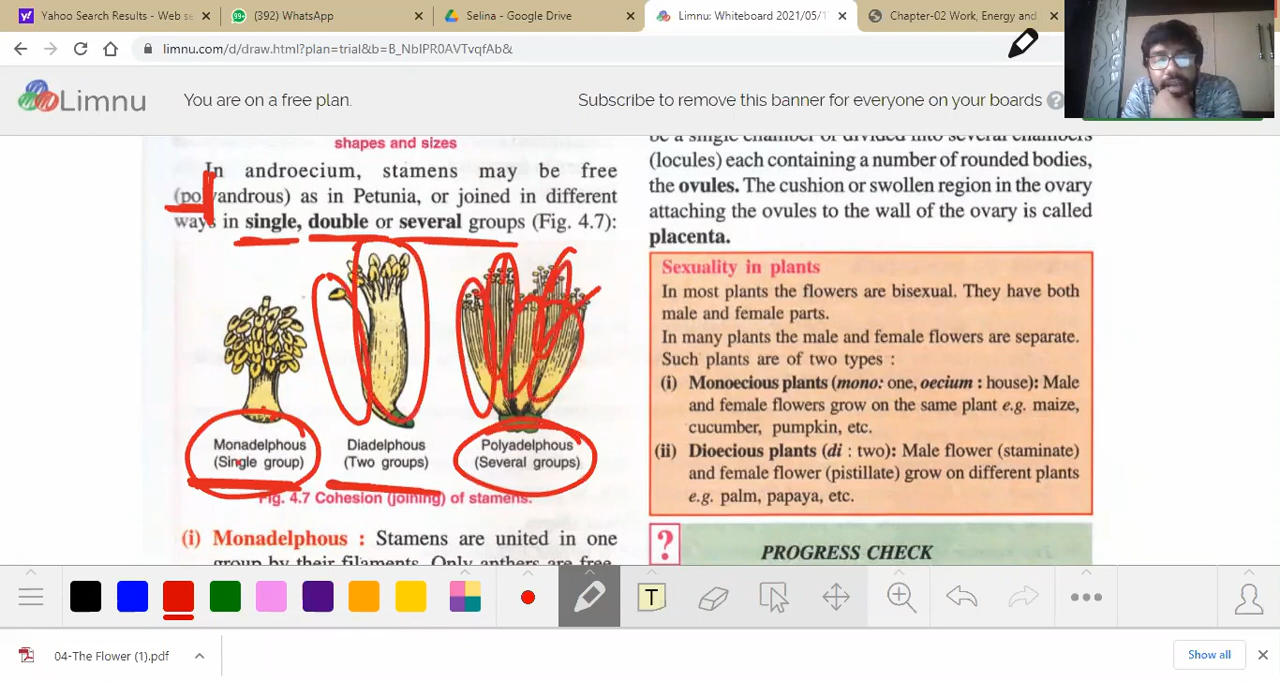 Yahoo Search Results - Web se
(392) WhatsApp
Selina - Google Drive
Limnu: Whiteboard 2021/05/1
Chapter-02 Work, Energy and
limnu.com/d/draw.html?plan=trial&b=B_NbIPR0AVTvqfAb&
Limnu
You are on a free plan.
Subscribe to remove this banner for everyone on your boards
shapes and sizes
In androecium, stamens may be free
(polyandrous) as in Petunia, or joined in different
ways in single, double or several groups (Fig. 4.7):
Monadelphous
(Single group)
Diadelphous
(Two groups)
Polyadelphous
(Several groups)
Fig. 4.7 Cohesion (joining) of stamens.
(i) Monadelphous : Stamens are united in one
group by their filaments. Only anthers are free
be a single chamber or divided into several chambers
(locules) each containing a number of rounded bodies,
the ovules. The cushion or swollen region in the ovary
attaching the ovules to the wall of the ovary is called
placenta.
Sexuality in plants
In most plants the flowers are bisexual. They have both
male and female parts.
In many plants the male and female flowers are separate.
Such plants are of two types :
(i) Monoecious plants (mono: one, oecium : house): Male
and female flowers grow on the same plant e.g. maize,
cucumber, pumpkin, etc.
(ii) Dioecious plants (di : two): Male flower (staminate)
and female flower (pistillate) grow on different plants
e.g. palm, papaya, etc.
?
PROGRESS CHECK
T
04-The Flower (1).pdf
Show all